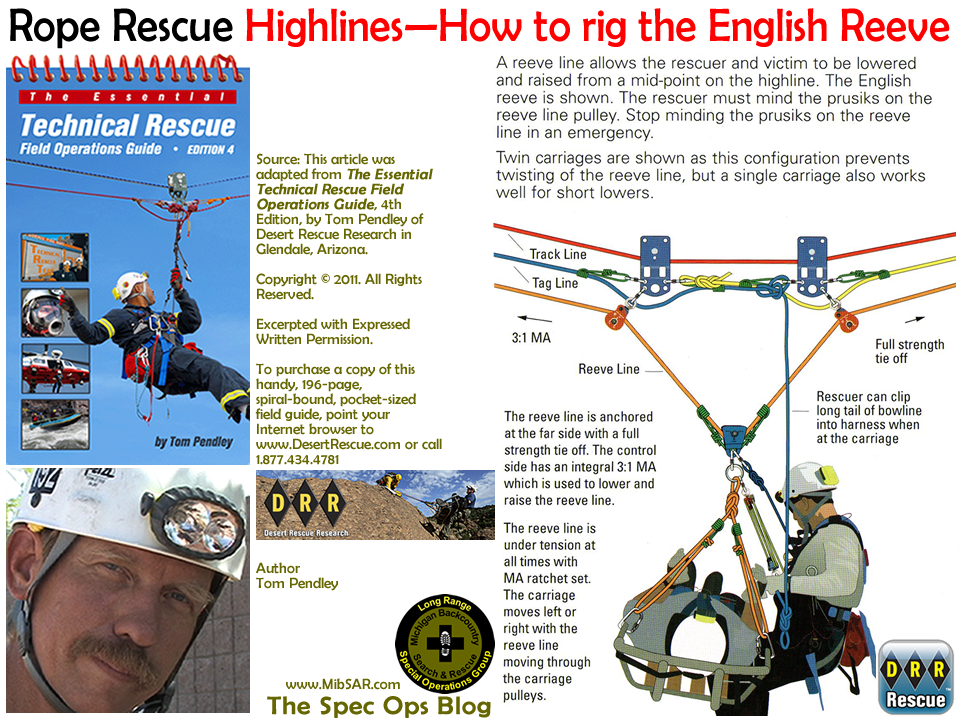 Rope Rescue Highlines—How to rig the English Reeve
The Essential
Technical Rescue
Field Operations Guide • EDITION 4
by Tom Pendley
Source: This article was
adapted from The Essential
Technical Rescue Field
Operations Guide, 4th
Edition, by Tom Pendley of
Desert Rescue Research in
Glendale, Arizona.
Copyright © 2011. All Rights
Reserved.
Excerpted with Expressed
Written Permission.
To purchase a copy of this
handy, 196-page,
spiral-bound, pocket-sized
field guide, point your
Internet browser to
www.DesertRescue.com or call
1.877.434.4781
DRR
Desert Rescue Research
Author
Tom Pendley
Long Range
Michigan Backcountry
Search & Rescue
Special Operations Group
www.MibSAR.com
The Spec Ops Blog
A reeve line allows the rescuer and victim to be lowered
and raised from a mid-point on the highline. The English
reeve is shown. The rescuer must mind the prusiks on the
reeve line pulley. Stop minding the prusiks on the reeve
line in an emergency.
Twin carriages are shown as this configuration prevents
twisting of the reeve line, but a single carriage also works
well for short lowers.
Track Line
Tag Line
3:1 MA
Full strength
tie off
Reeve Line
Rescuer can clip
long tail of bowline
into harness when
at the carriage
The reeve line is anchored
at the far side with a full
strength tie off. The control
side has an integral 3:1 MA
which is used to lower and
raise the reeve line.
The reeve line is
under tension at
all times with
MA ratchet set.
The carriage
moves left or
right with the
reeve line
moving through
the carriage
pulleys.
DRR
Rescue™